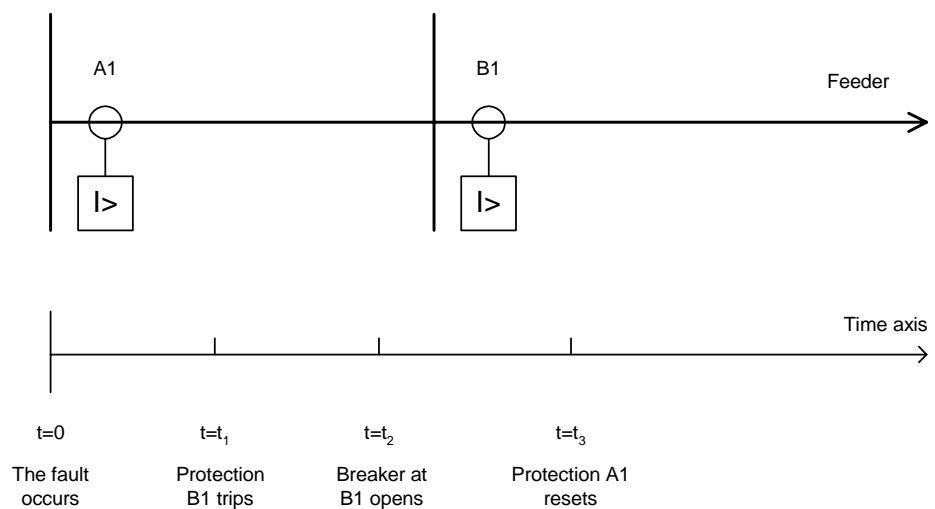 A1
B1
Feeder
I>
I>
Time axis
t=0
t=t₁
t=t₂
t=t₃
The fault
occurs
Protection
B1 trips
Breaker at
B1 opens
Protection A1
resets